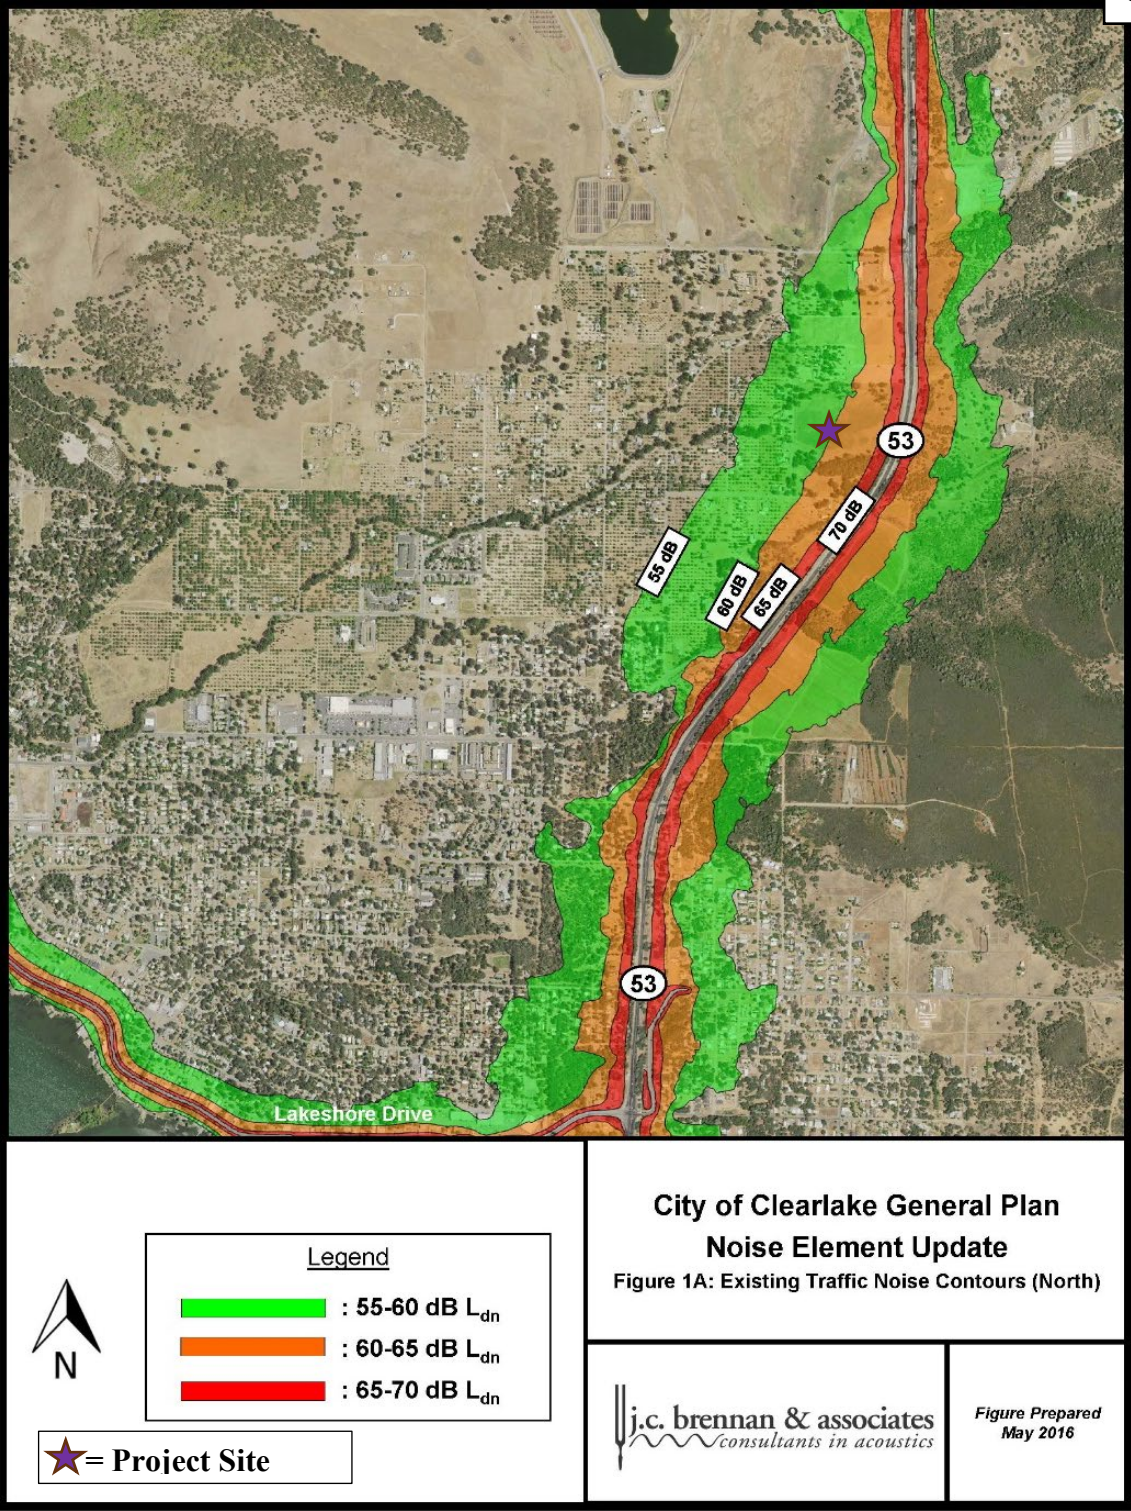 53
70 dB
55 dB
60 dB
65 dB
53
Lakeshore Drive
Legend
: 55-60 dB Ldn
: 60-65 dB Ldn
: 65-70 dB Ldn
N
= Project Site
City of Clearlake General Plan
Noise Element Update
Figure 1A: Existing Traffic Noise Contours (North)
j.c. brennan & associates
consultants in acoustics
Figure Prepared
May 2016